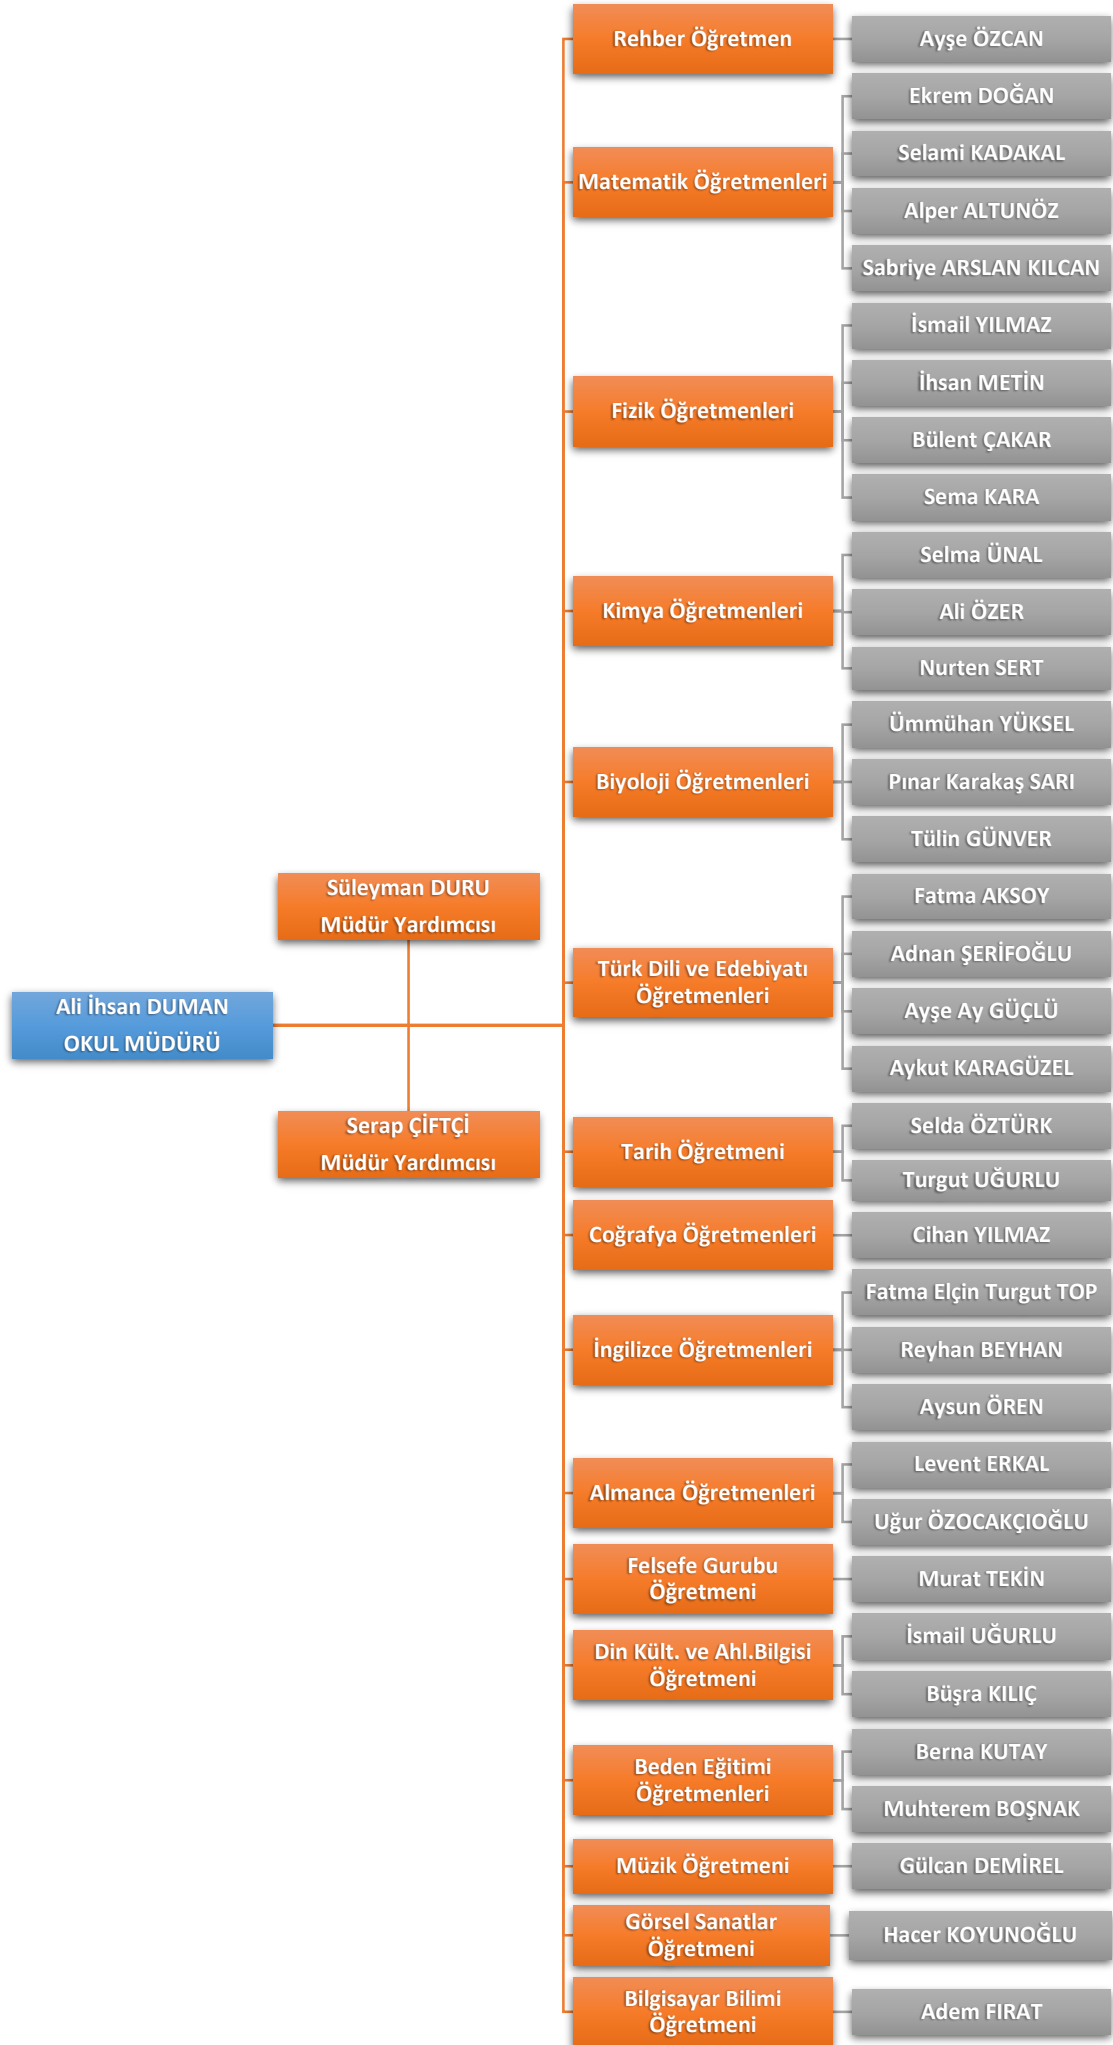 Ali İhsan DUMAN
OKUL MÜDÜRÜ
Süleyman DURU
Müdür Yardımcısı
Serap ÇİFTÇİ
Müdür Yardımcısı
Rehber Öğretmen
Ayşe ÖZCAN
Matematik Öğretmenleri
Ekrem DOĞAN
Selami KADAKAL
Alper ALTUNÖZ
Sabriye ARSLAN KILCAN
Fizik Öğretmenleri
İsmail YILMAZ
İhsan METİN
Bülent ÇAKAR
Sema KARA
Kimya Öğretmenleri
Selma ÜNAL
Ali ÖZER
Nurten SERT
Biyoloji Öğretmenleri
Ümmühan YÜKSEL
Pınar Karakaş SARI
Tülin GÜNVER
Türk Dili ve Edebiyatı
Öğretmenleri
Fatma AKSOY
Adnan ŞERİFOĞLU
Ayşe Ay GÜÇLÜ
Aykut KARAGÜZEL
Tarih Öğretmeni
Selda ÖZTÜRK
Turgut UĞURLU
Coğrafya Öğretmenleri
Cihan YILMAZ
İngilizce Öğretmenleri
Fatma Elçin Turgut TOP
Reyhan BEYHAN
Aysun ÖREN
Almanca Öğretmenleri
Levent ERKAL
Uğur ÖZOCAKÇIOĞLU
Felsefe Gurubu
Öğretmeni
Murat TEKİN
Din Kült. ve Ahl.Bilgisi
Öğretmeni
İsmail UĞURLU
Büşra KILIÇ
Beden Eğitimi
Öğretmenleri
Berna KUTAY
Muhterem BOŞNAK
Müzik Öğretmeni
Gülcan DEMİREL
Görsel Sanatlar
Öğretmeni
Hacer KOYUNOĞLU
Bilgisayar Bilimi
Öğretmeni
Adem FIRAT